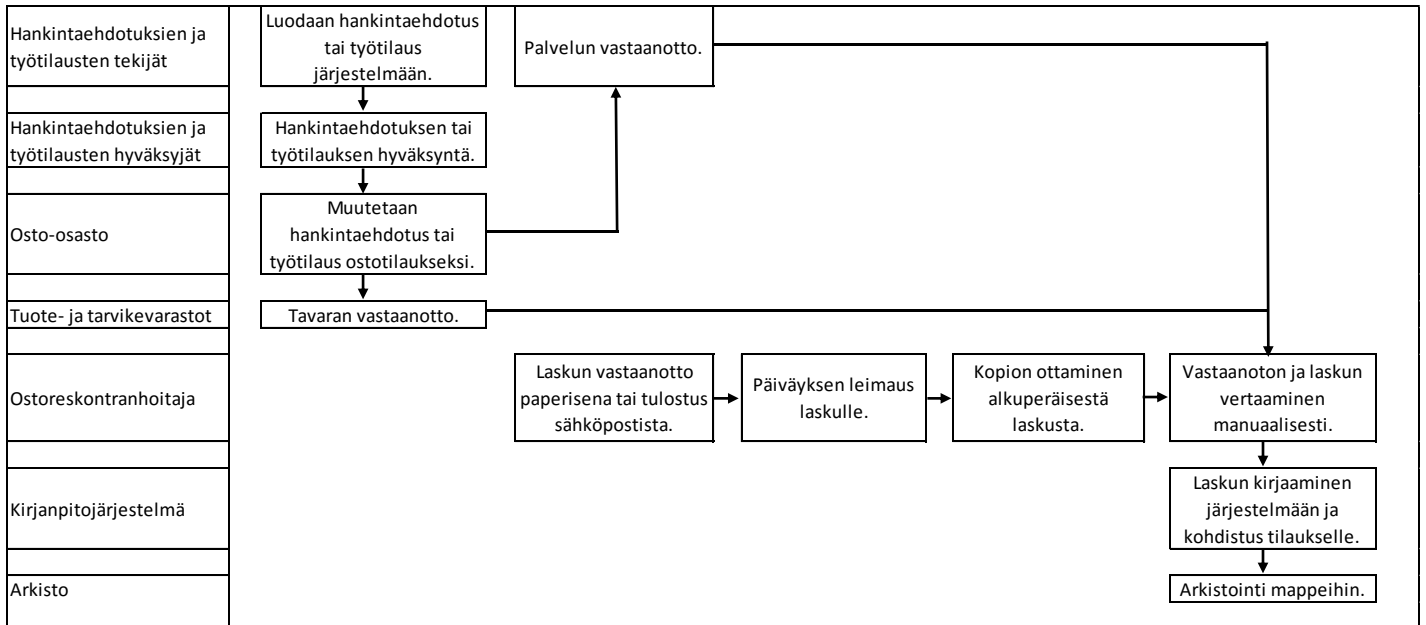 Hankintaehdotuksien ja
työtilausten tekijät
Luodaan hankintaehdotus
tai työtilaus
järjestelmään.
Palvelun vastaanotto.
Hankintaehdotuksien ja
työtilausten hyväksyjät
Hankintaehdotuksen tai
työtilauksen hyväksyntä.
Osto-osasto
Muutetaan
hankintaehdotus tai
työtilaus ostotilaukseksi.
Tuote- ja tarvikevarastot
Tavaran vastaanotto.
Ostoreskontranhoitaja
Laskun vastaanotto
paperisena tai tulostus
sähköpostista.
Päiväyksen leimaus
laskulle.
Kopion ottaminen
alkuperäisestä
laskusta.
Vastaanoton ja laskun
vertaaminen
manuaalisesti.
Kirjanpitojärjestelmä
Laskun kirjaaminen
järjestelmään ja
kohdistus tilaukselle.
Arkisto
Arkistointi mappeihin.